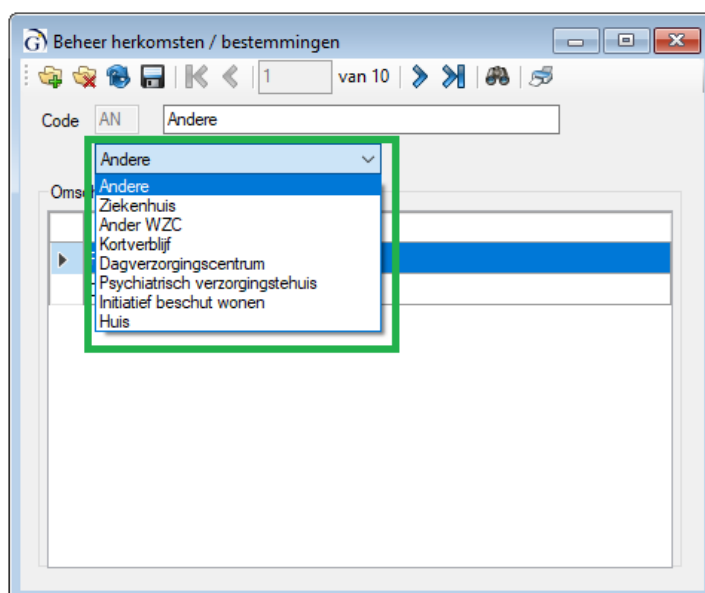 G Beheer herkomsten / bestemmingen
1 van 10
Code AN Andere
Andere
Andere
Ziekenhuis
Ander WZC
Kortverblijf
Dagverzorgingscentrum
Psychiatrisch verzorgingstehuis
Initiatief beschut wonen
Huis